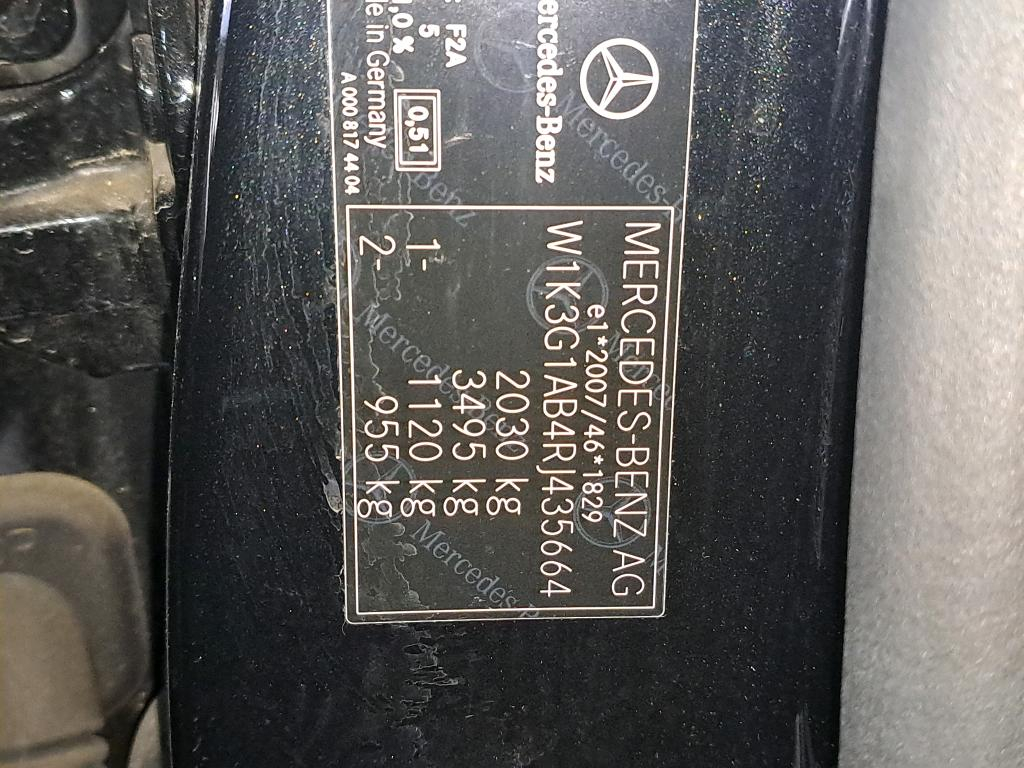 MERCEDES-BENZ AG
e1*2007/46*1829
W1K3G1AB4RJ435664
2030 kg
3495 kg
1- 1120 kg
2- 955 kg
Mercedes-Benz
F2A
5
0,51
,0 %
in Germany
A 000 817 44 04